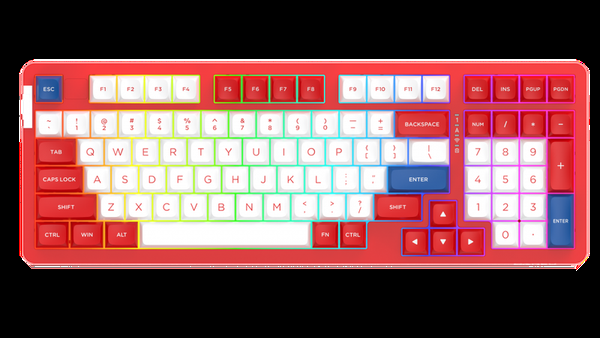 ESC F1 F2 F3 F4 F5 F6 F7 F8 F9 F10 F11 F12 DEL INS PGUP PGDN
~ ! @ # $ % ^ & * ( ) — + BACKSPACE NUM / * –
` 1 2 3 4 5 6 7 8 9 0 – =
TAB Q W E R T Y U I O P { } | 7 8 9 +
[ ] \
CAPS LOCK A S D F G H J K L : " ENTER 4 5 6
; '
SHIFT Z X C V B N M < > ? SHIFT ▲ 1 2 3 ENTER
, . /
CTRL WIN ALT FN CTRL ◀ ▼ ▶ 0 .